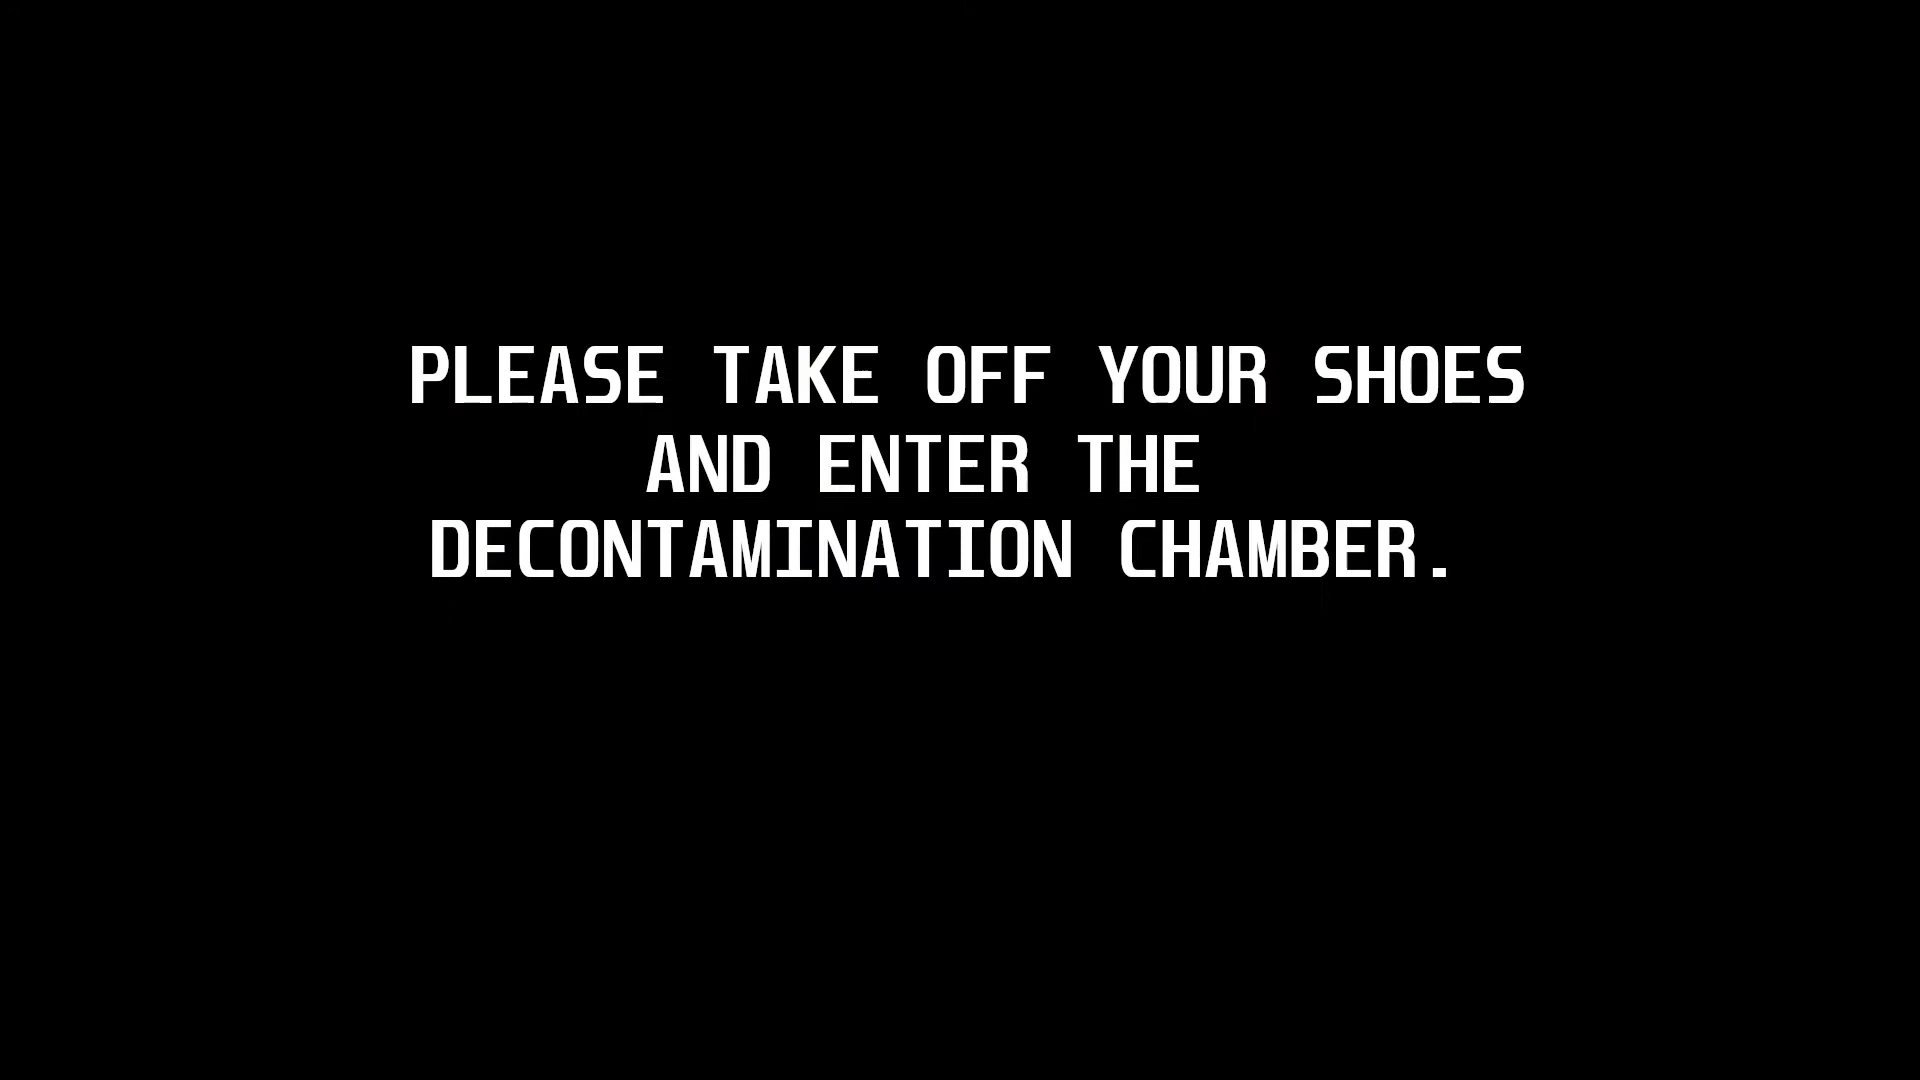 PLEASE TAKE OFF YOUR SHOES
AND ENTER THE
DECONTAMINATION CHAMBER.